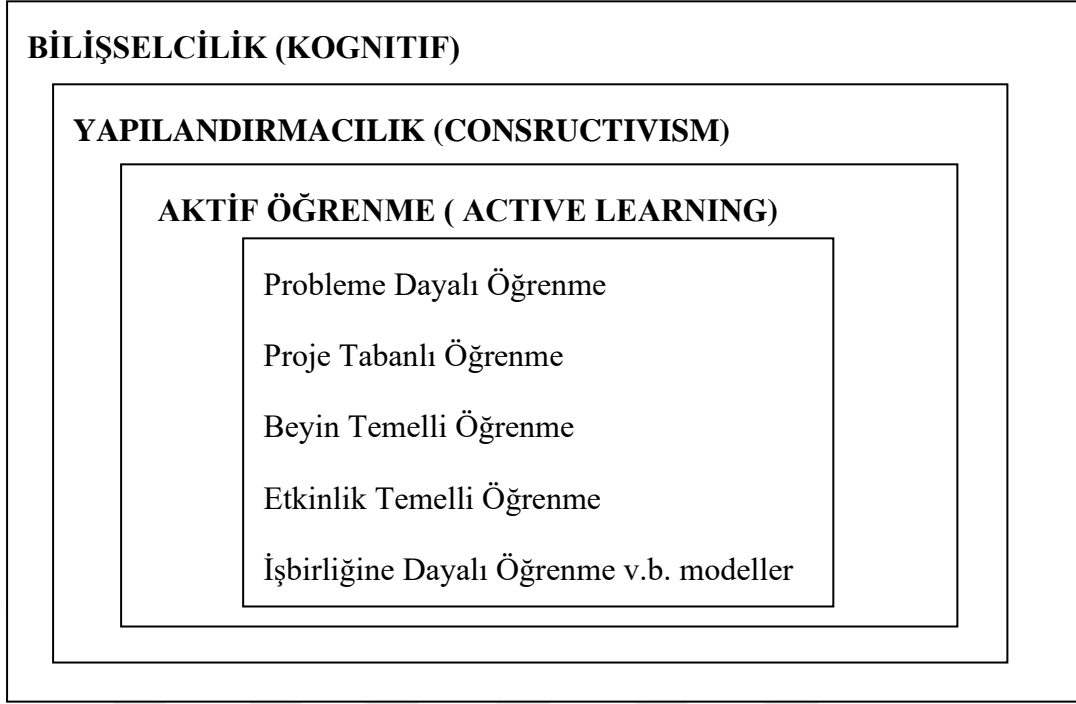 BİLİŞSELCİLİK (KOGNITIF)
YAPILANDIRMACILIK (CONSRUCTIVISM)
AKTİF ÖĞRENME ( ACTIVE LEARNING)
Probleme Dayalı Öğrenme
Proje Tabanlı Öğrenme
Beyin Temelli Öğrenme
Etkinlik Temelli Öğrenme
İşbirliğine Dayalı Öğrenme v.b. modeller